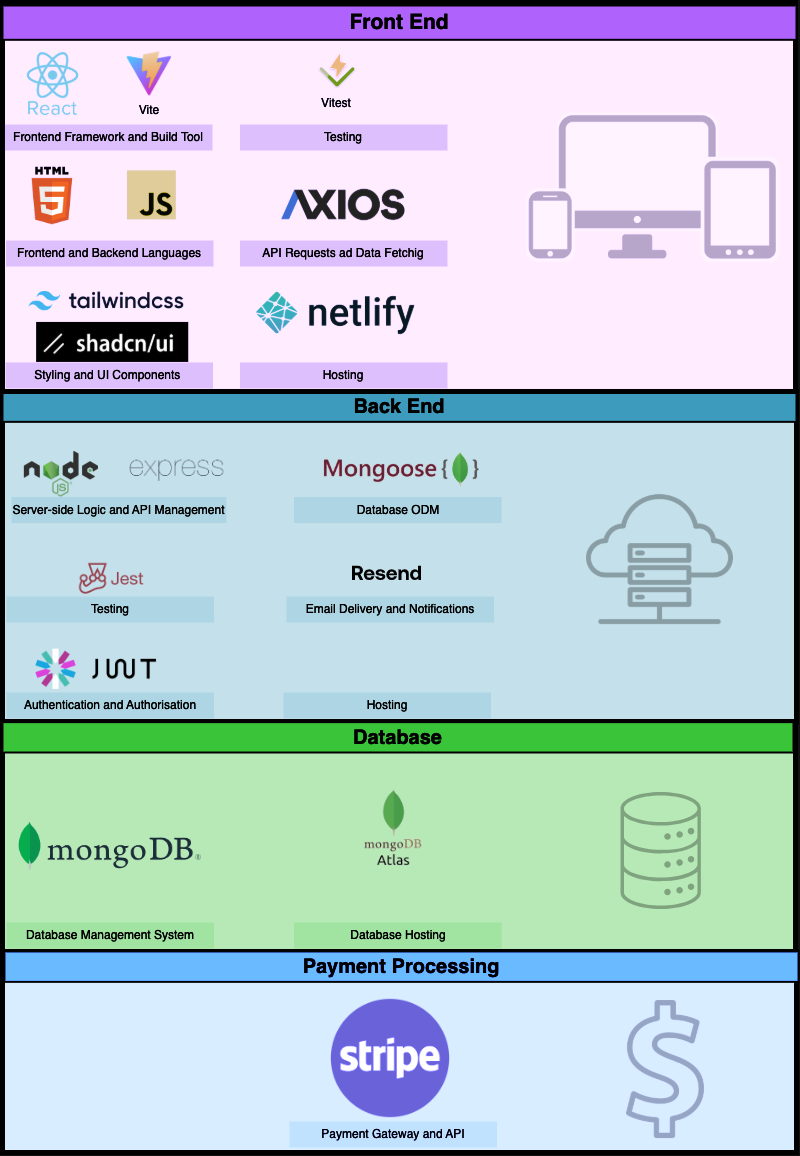 Front End
React
Vite
Vitest
Frontend Framework and Build Tool
Testing
HTML
5
JS
AXIOS
Frontend and Backend Languages
API Requests ad Data Fetchig
tailwindcss
shadcn/ui
netlify
Styling and UI Components
Hosting
Back End
node
JS
express
Mongoose {}
Server-side Logic and API Management
Database ODM
Jest
Resend
Testing
Email Delivery and Notifications
JWT
Authentication and Authorisation
Hosting
Database
mongoDB®
mongoDB
Atlas
Database Management System
Database Hosting
Payment Processing
stripe
$
Payment Gateway and API